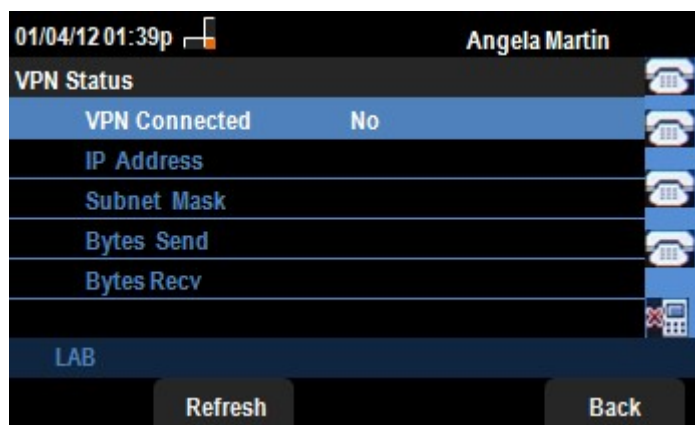 01/04/12 01:39p Angela Martin
VPN Status
VPN Connected No
IP Address
Subnet Mask
Bytes Send
Bytes Recv
LAB
Refresh Back